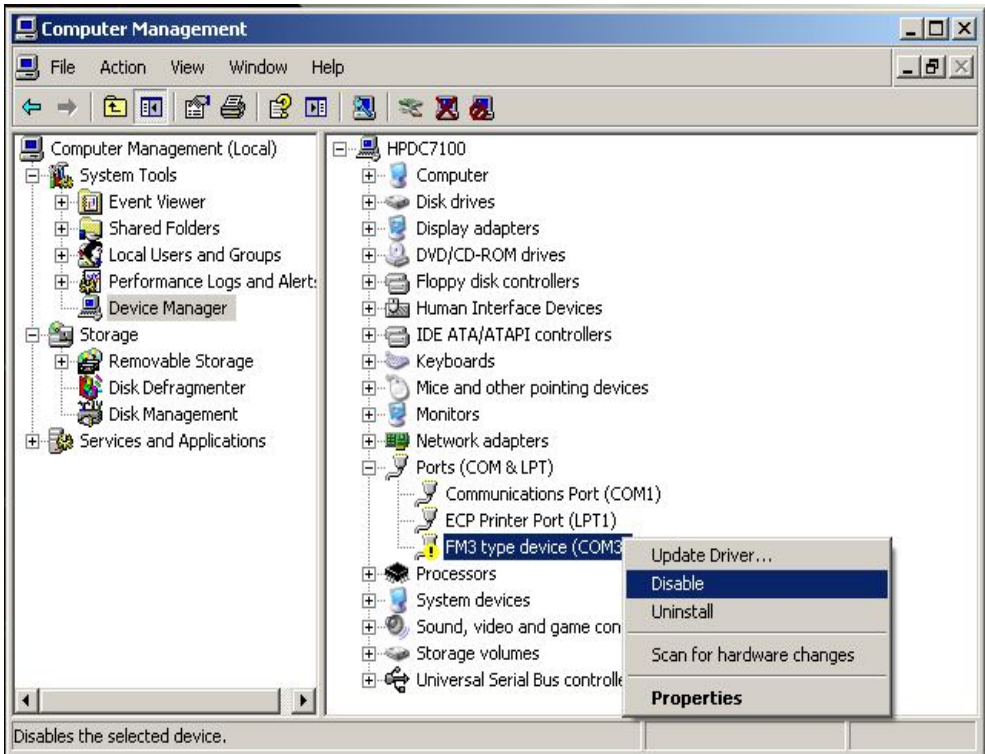 Computer Management
File Action View Window Help
Computer Management (Local)
System Tools
Event Viewer
Shared Folders
Local Users and Groups
Performance Logs and Alert
Device Manager
Storage
Removable Storage
Disk Defragmenter
Disk Management
Services and Applications
HPDC7100
Computer
Disk drives
Display adapters
DVD/CD-ROM drives
Floppy disk controllers
Human Interface Devices
IDE ATA/ATAPI controllers
Keyboards
Mice and other pointing devices
Monitors
Network adapters
Ports (COM & LPT)
Communications Port (COM1)
ECP Printer Port (LPT1)
FM3 type device (COM3
Processors
System devices
Sound, video and game con
Storage volumes
Universal Serial Bus controlle
Update Driver...
Disable
Uninstall
Scan for hardware changes
Properties
Disables the selected device.